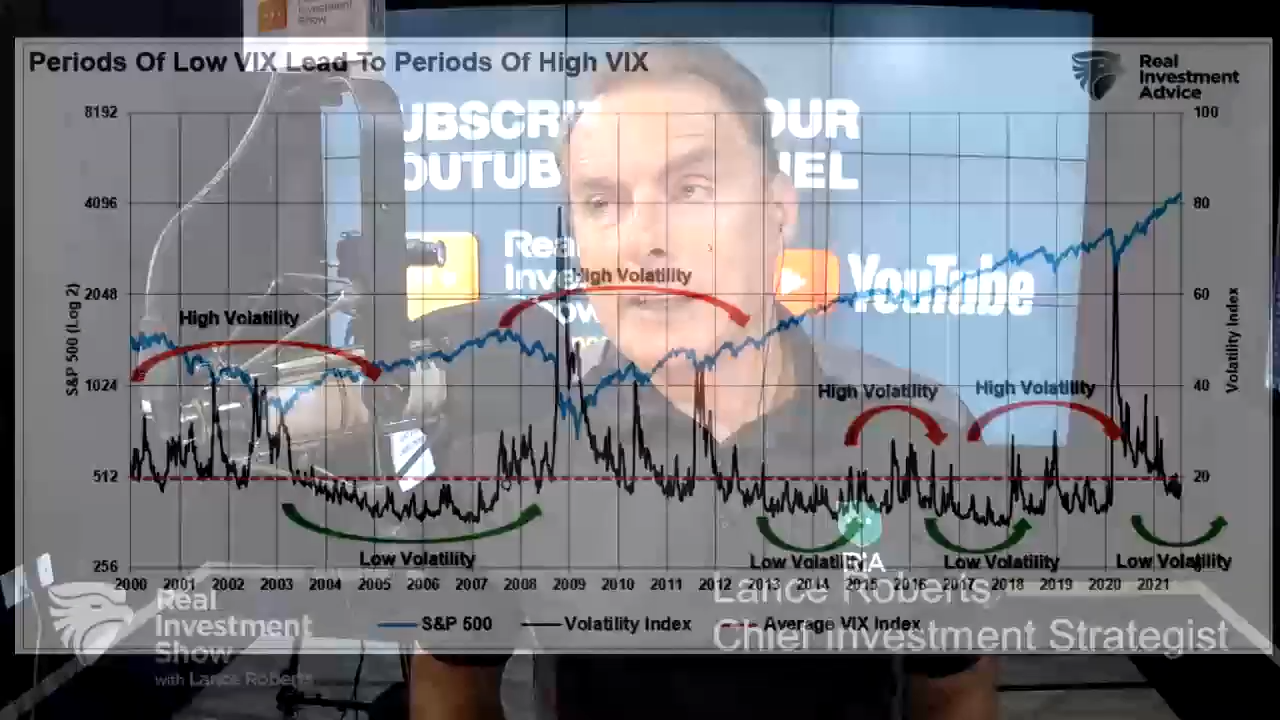 Show
Periods Of Low VIX Lead To Periods Of High VIX
Real
Investment
Advice
8192
4096
2048
1024
512
256
S&P 500 (Log 2)
100
80
60
40
20
Volatility Index
YouTube
High Volatility
High Volatility
High Volatility
High Volatility
Low Volatility
Low Volatility
Low Volatility
Low Volatility
RIA
2000 2001 2002 2003 2004 2005 2006 2007 2008 2009 2010 2011 2012 2013 2014 2015 2016 2017 2018 2019 2020 2021
S&P 500 Volatility Index Average VIX Index
Lance Roberts
Chief Investment Strategist
Real
Investment
Show
with Lance Roberts